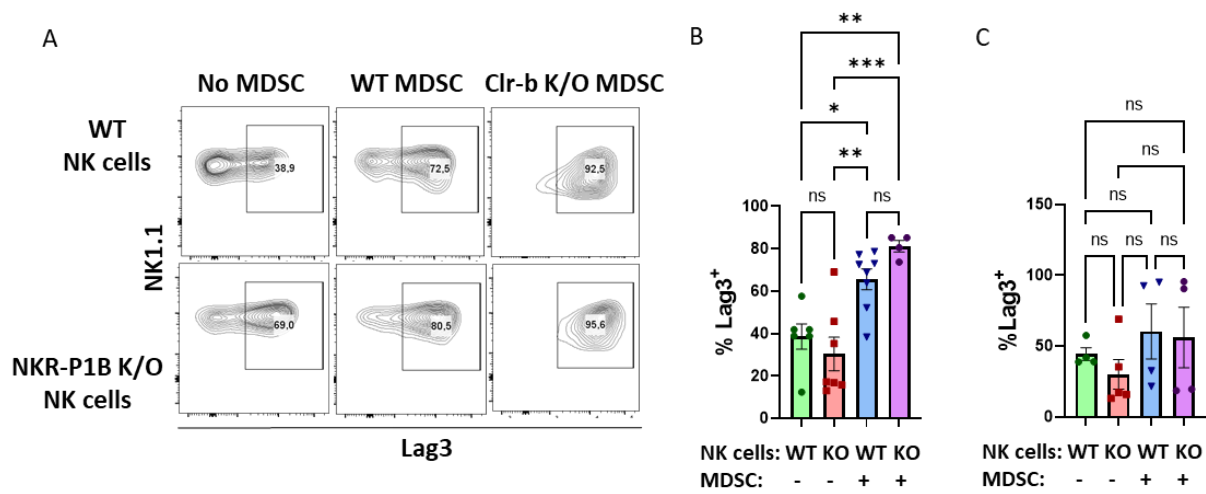 A
No MDSC
WT MDSC
Clr-b K/O MDSC
WT
NK cells
38,9
72,5
92,5
NK1.1
NKR-P1B K/O
NK cells
69,0
80,5
95,6
Lag3
B
**
***
*
**
ns
ns
% Lag3+
100
80
60
40
20
0
NK cells: WT KO WT KO
MDSC: - - + +
C
ns
ns
ns
ns
ns
ns
% Lag3+
150
100
50
0
NK cells: WT KO WT KO
MDSC: - - + +